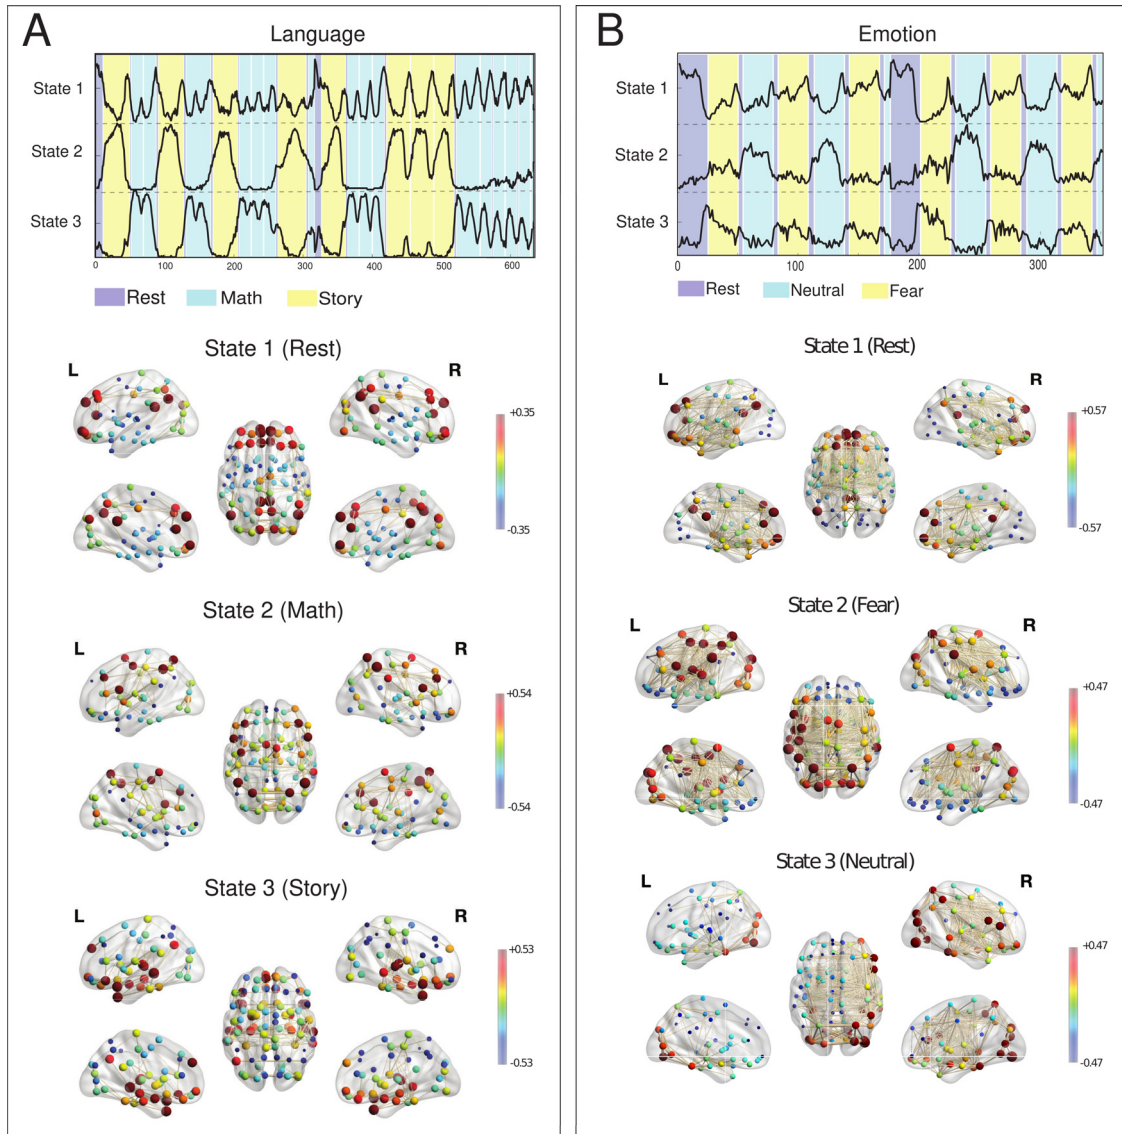 A
Language
State 1
State 2
State 3
0 100 200 300 400 500 600
Rest Math Story
State 1 (Rest)
L R
+0.35
-0.35
State 2 (Math)
L R
+0.54
-0.54
State 3 (Story)
L R
+0.53
-0.53
B
Emotion
State 1
State 2
State 3
0 100 200 300
Rest Neutral Fear
State 1 (Rest)
L R
+0.57
-0.57
State 2 (Fear)
L R
+0.47
-0.47
State 3 (Neutral)
L R
+0.47
-0.47